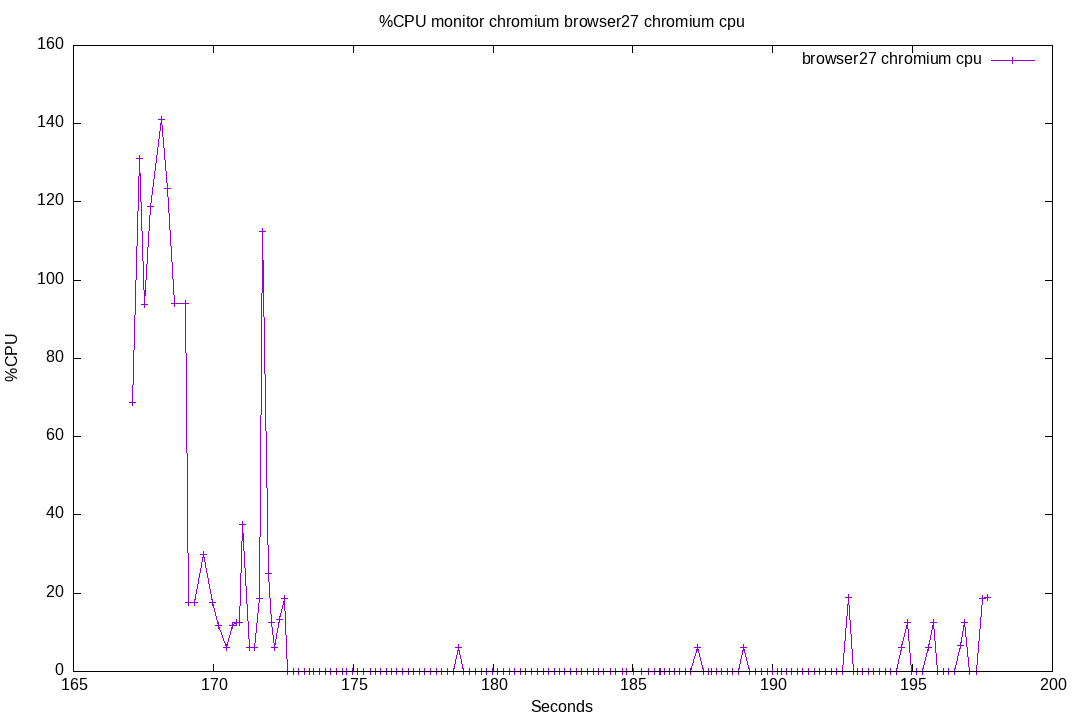 %CPU monitor chromium browser27 chromium cpu
browser27 chromium cpu
160
140
120
100
80
60
40
20
0
%CPU
165 170 175 180 185 190 195 200
Seconds